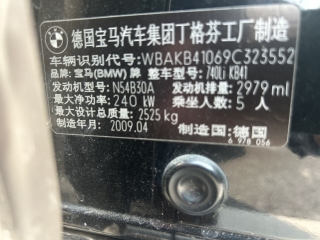 德国宝马汽车集团丁格芬工厂制造
车辆识别代号:WBAKB41069C323552
品牌:宝马(BMW)牌 整车型号:740Li KB41
发动机型号:N54B30A 发动机排量:2979ml
最大净功率:240 kW 乘坐人数:5 人
最大设计总质量:2525 kg
制造年月:2009.04 制造国:德国
6 978 056